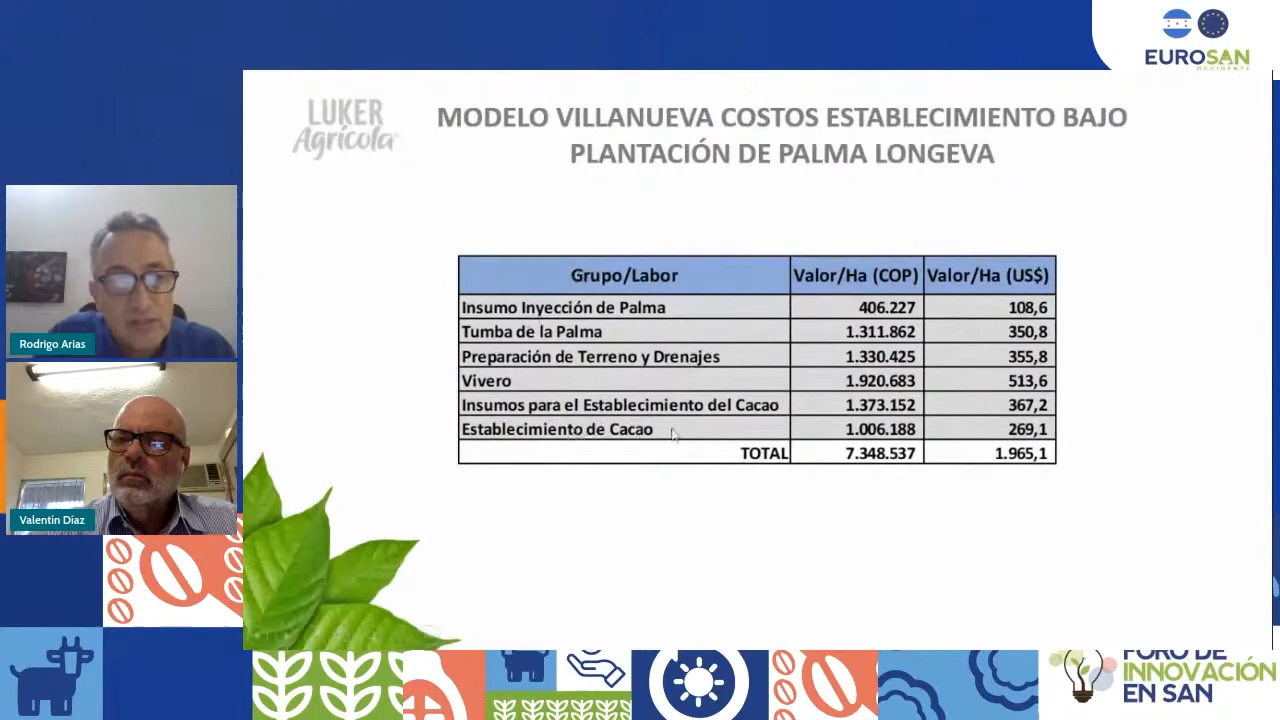 EUROSAN
OCCIDENTE
LUKER
Agrícola
MODELO VILLANUEVA COSTOS ESTABLECIMIENTO BAJO
PLANTACIÓN DE PALMA LONGEVA
Grupo/Labor Valor/Ha (COP) Valor/Ha (US$)
Insumo Inyección de Palma 406.227 108,6
Tumba de la Palma 1.311.862 350,8
Preparación de Terreno y Drenajes 1.330.425 355,8
Vivero 1.920.683 513,6
Insumos para el Establecimiento del Cacao 1.373.152 367,2
Establecimiento de Cacao 1.006.188 269,1
TOTAL 7.348.537 1.965,1
Rodrigo Arias
Valentín Díaz
FORO DE
INNOVACIÓN
EN SAN